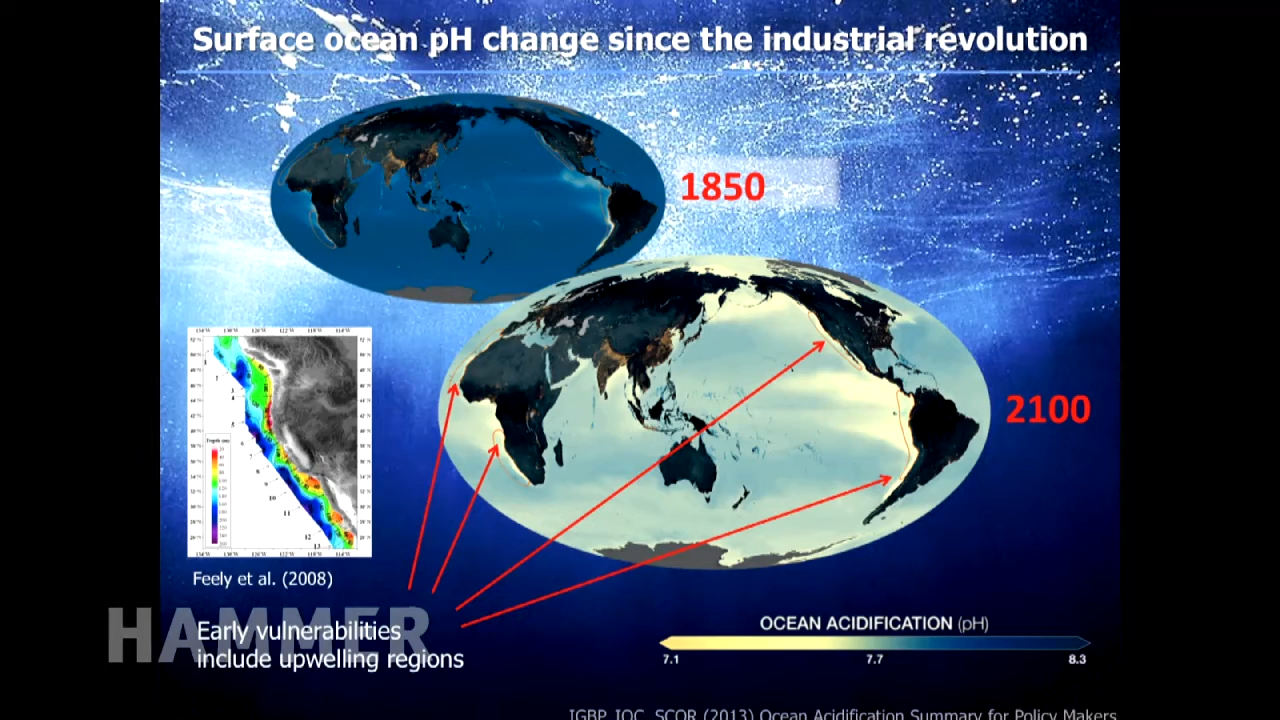 Surface ocean pH change since the industrial revolution
1850
2100
Feely et al. (2008)
HAMMER
Early vulnerabilities
include upwelling regions
OCEAN ACIDIFICATION (pH)
7.1 7.7 8.3
IGBP, IOC, SCOR (2013) Ocean Acidification Summary for Policy Makers